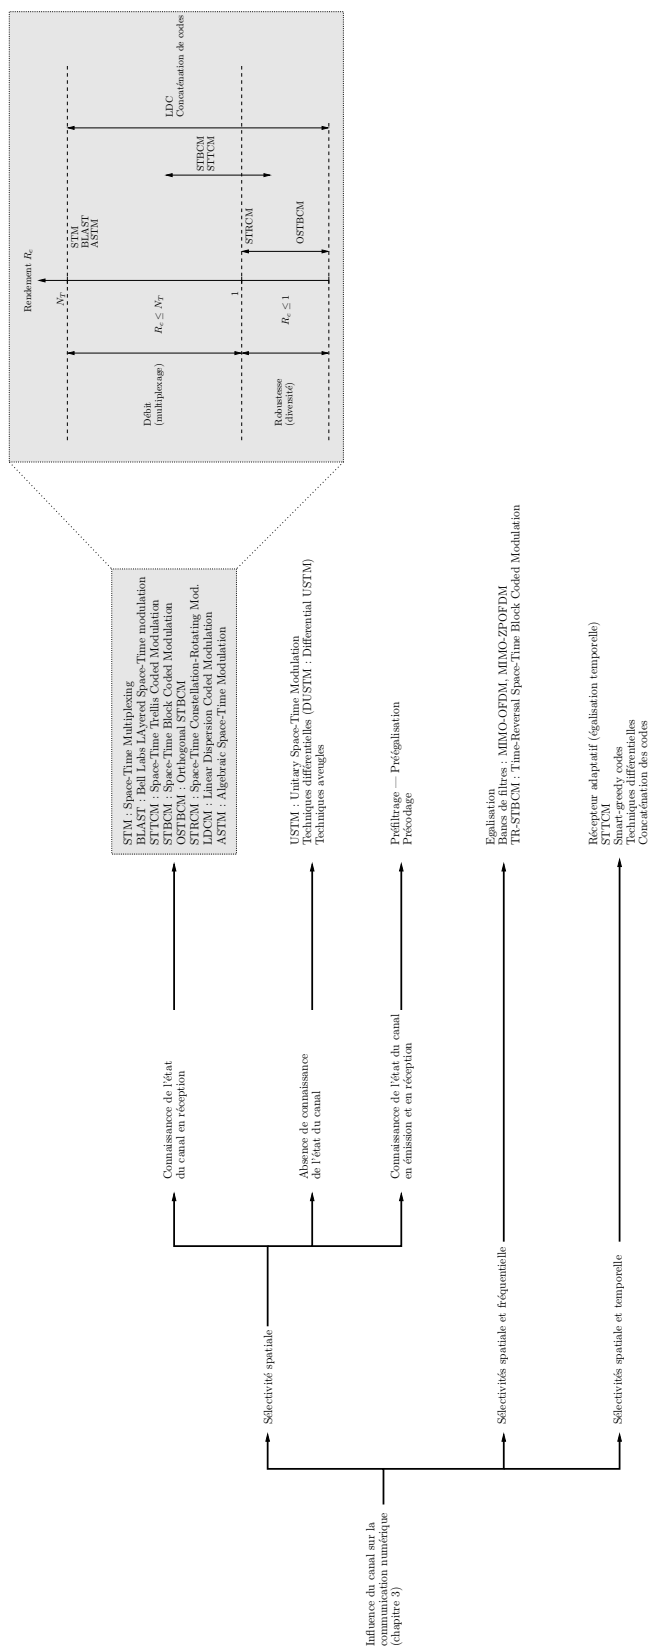 Influence du canal sur la
communication numérique
(chapitre 3)
Sélectivité spatiale
Sélectivités spatiale et fréquentielle
Sélectivités spatiale et temporelle
Connaissancce de l'état
du canal en réception
Absence de connaissance
de l'état du canal
Connaissancce de l'état du canal
en émission et en réception
STM : Space-Time Multiplexing
BLAST : Bell Labs LAyered Space-Time modulation
STTCM : Space-Time Trellis Coded Modulation
STBCM : Space-Time Block Coded Modulation
OSTBCM : Orthogonal STBCM
STRCM : Space-Time Constellation-Rotating Mod.
LDCM : Linear Dispersion Coded Modulation
ASTM : Algebraic Space-Time Modulation
USTM : Unitary Space-Time Modulation
Techniques différentielles (DUSTM : Differential USTM)
Techniques aveugles
Préfiltrage — Préégalisation
Précodage
Egalisation
Bancs de filtres : MIMO-OFDM, MIMO-ZPOFDM
TR-STBCM : Time-Reversal Space-Time Block Coded Modulation
Récepteur adaptatif (égalisation temporelle)
STTCM
Smart-greedy codes
Techniques différentielles
Concaténation des codes
Rendement R_c
N_T
1
Débit
(multiplexage)
R_c ≤ N_T
Robustesse
(diversité)
R_c ≤ 1
STM
BLAST
ASTM
STRCM
OSTBCM
STBCM
STTCM
LDC
Concaténation de codes